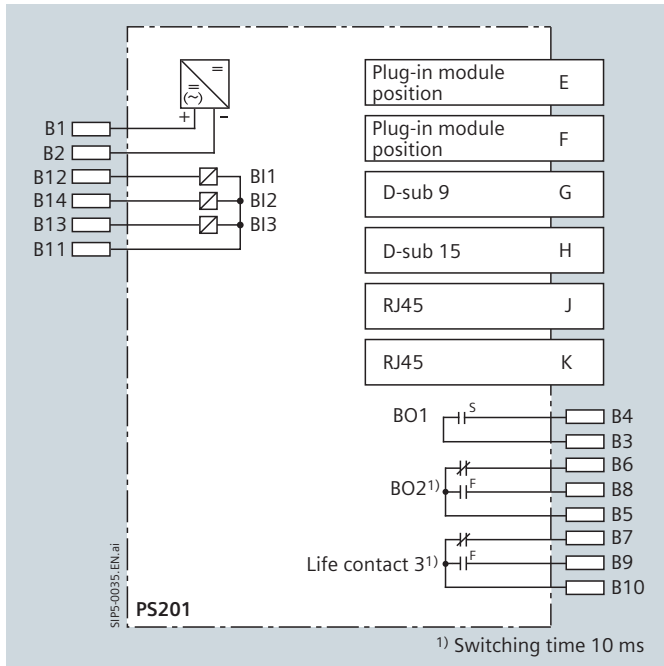 =
=
(~)
+ –
B1
B2
B12 BI1
B14 BI2
B13 BI3
B11
Plug-in module
position E
Plug-in module
position F
D-sub 9 G
D-sub 15 H
RJ45 J
RJ45 K
BO1 S B4
B3
B6
BO2 1) F B8
B5
B7
Life contact 3 1) F B9
B10
SIP5-0035.EN.ai
PS201
1) Switching time 10 ms